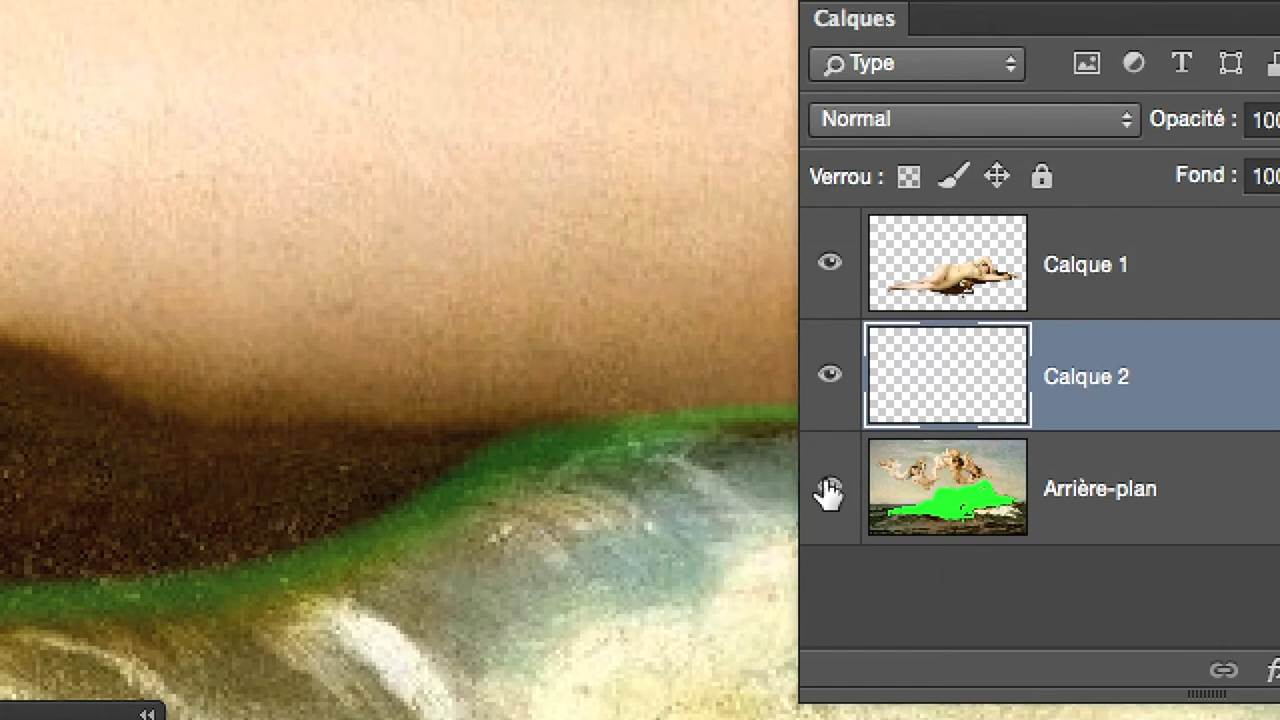 Calques
Type
T
Normal
Opacité :
Verrou :
Fond :
Calque 1
Calque 2
Arrière-plan